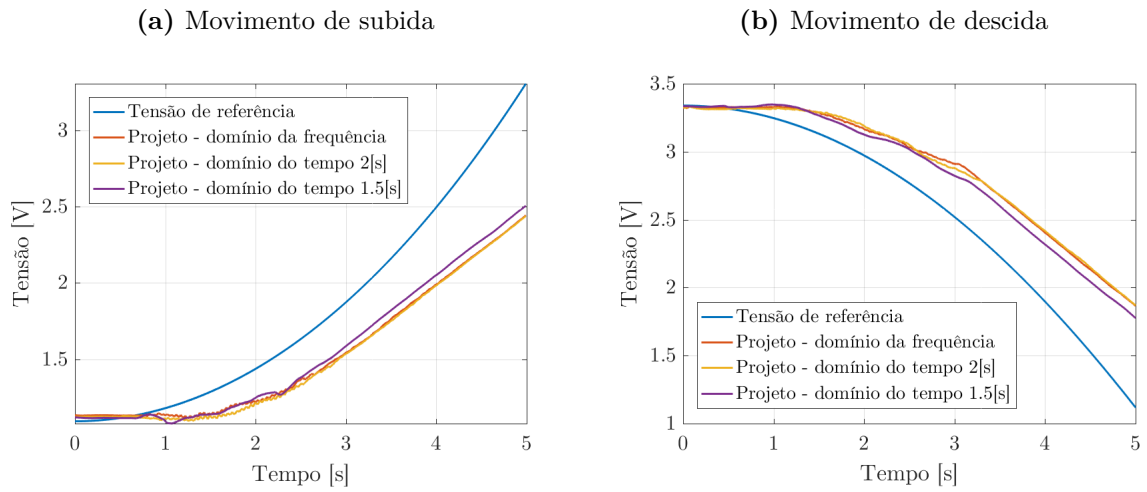 (a) Movimento de subida
Tensão de referência
Projeto - domínio da frequência
Projeto - domínio do tempo 2[s]
Projeto - domínio do tempo 1.5[s]
3
2.5
2
1.5
Tensão [V]
0 1 2 3 4 5
Tempo [s]
(b) Movimento de descida
3.5
3
2.5
2
1.5
1
Tensão [V]
Tensão de referência
Projeto - domínio da frequência
Projeto - domínio do tempo 2[s]
Projeto - domínio do tempo 1.5[s]
0 1 2 3 4 5
Tempo [s]